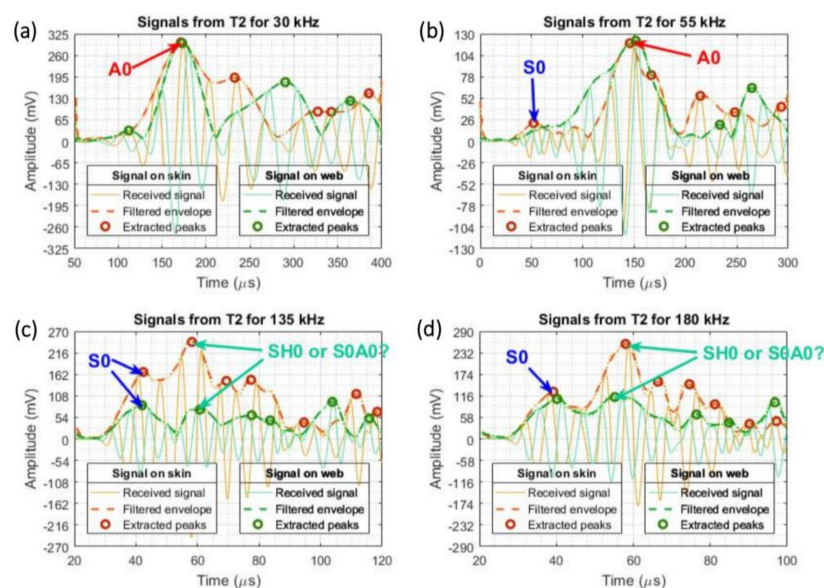 (a)
Signals from T2 for 30 kHz
325
260
195
130
65
0
-65
-130
-195
-260
-325
Amplitude (mV)
A0
Signal on skin
Signal on web
Received signal
Received signal
Filtered envelope
Filtered envelope
Extracted peaks
Extracted peaks
50 100 150 200 250 300 350 400
Time (μs)
(b)
Signals from T2 for 55 kHz
130
104
78
52
26
0
-26
-52
-78
-104
-130
Amplitude (mV)
S0
A0
Signal on skin
Signal on web
Received signal
Received signal
Filtered envelope
Filtered envelope
Extracted peaks
Extracted peaks
0 50 100 150 200 250 300
Time (μs)
(c)
Signals from T2 for 135 kHz
270
216
162
108
54
0
-54
-108
-162
-216
-270
Amplitude (mV)
S0
SH0 or S0A0?
Signal on skin
Signal on web
Received signal
Received signal
Filtered envelope
Filtered envelope
Extracted peaks
Extracted peaks
20 40 60 80 100 120
Time (μs)
(d)
Signals from T2 for 180 kHz
290
232
174
116
58
0
-58
-116
-174
-232
-290
Amplitude (mV)
S0
SH0 or S0A0?
Signal on skin
Signal on web
Received signal
Received signal
Filtered envelope
Filtered envelope
Extracted peaks
Extracted peaks
20 40 60 80 100
Time (μs)